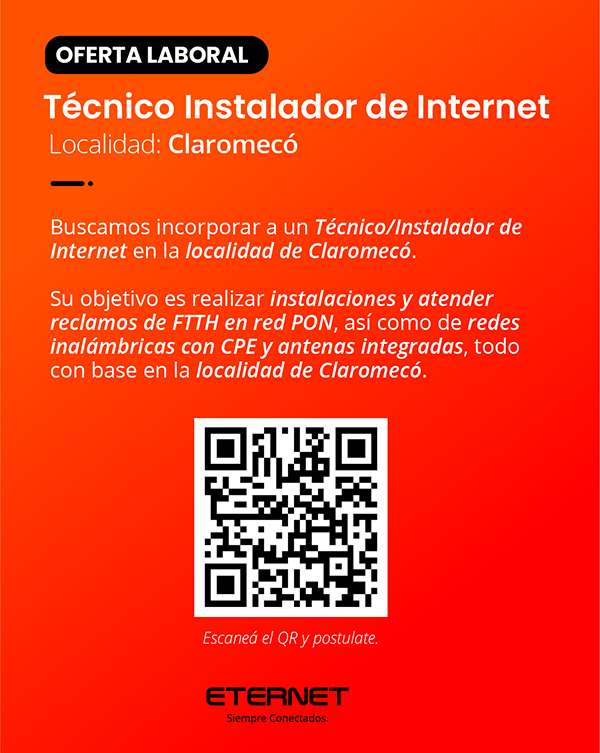 OFERTA LABORAL
Técnico Instalador de Internet
Localidad: Claromecó
Buscamos incorporar a un Técnico/Instalador de
Internet en la localidad de Claromecó.
Su objetivo es realizar instalaciones y atender
reclamos de FTTH en red PON, así como de redes
inalámbricas con CPE y antenas integradas, todo
con base en la localidad de Claromecó.
Escaneá el QR y postulate.
ETERNET
Siempre Conectados.